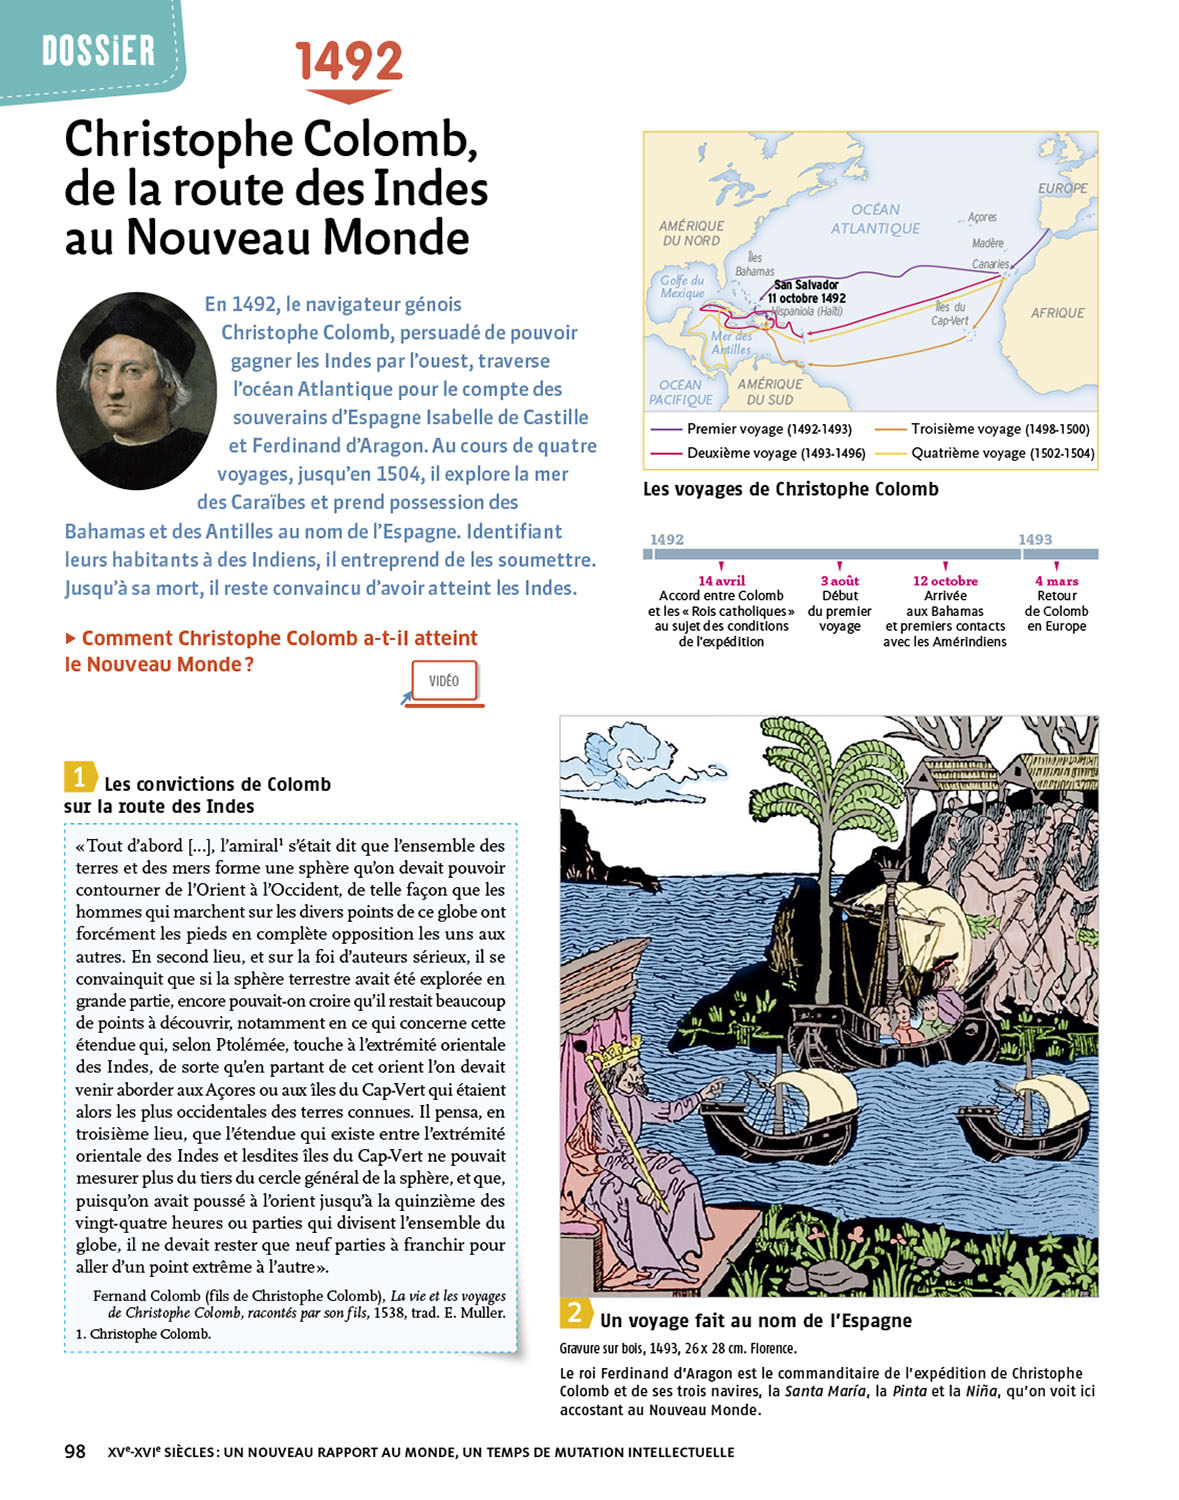 DOSSiER
1492
Christophe Colomb,
de la route des Indes
au Nouveau Monde
En 1492, le navigateur génois
Christophe Colomb, persuadé de pouvoir
gagner les Indes par l'ouest, traverse
l'océan Atlantique pour le compte des
souverains d'Espagne Isabelle de Castille
et Ferdinand d'Aragon. Au cours de quatre
voyages, jusqu'en 1504, il explore la mer
des Caraïbes et prend possession des
Bahamas et des Antilles au nom de l'Espagne. Identifiant
leurs habitants à des Indiens, il entreprend de les soumettre.
Jusqu'à sa mort, il reste convaincu d'avoir atteint les Indes.
▶ Comment Christophe Colomb a-t-il atteint
le Nouveau Monde ?
VIDÉO
EUROPE
OCÉAN
ATLANTIQUE
Açores
AMÉRIQUE
DU NORD
Madère
Îles
Bahamas
Canaries
Golfe du
Mexique
San Salvador
11 octobre 1492
Hispaniola (Haïti)
Îles du
Cap-Vert
AFRIQUE
Mer des
Antilles
OCÉAN
PACIFIQUE
AMÉRIQUE
DU SUD
Premier voyage (1492-1493)
Troisième voyage (1498-1500)
Deuxième voyage (1493-1496)
Quatrième voyage (1502-1504)
Les voyages de Christophe Colomb
1492
1493
14 avril
Accord entre Colomb
et les « Rois catholiques »
au sujet des conditions
de l'expédition
3 août
Début
du premier
voyage
12 octobre
Arrivée
aux Bahamas
et premiers contacts
avec les Amérindiens
4 mars
Retour
de Colomb
en Europe
1 Les convictions de Colomb
sur la route des Indes
« Tout d'abord [...], l'amiral¹ s'était dit que l'ensemble des
terres et des mers forme une sphère qu'on devait pouvoir
contourner de l'Orient à l'Occident, de telle façon que les
hommes qui marchent sur les divers points de ce globe ont
forcément les pieds en complète opposition les uns aux
autres. En second lieu, et sur la foi d'auteurs sérieux, il se
convainquit que si la sphère terrestre avait été explorée en
grande partie, encore pouvait-on croire qu'il restait beaucoup
de points à découvrir, notamment en ce qui concerne cette
étendue qui, selon Ptolémée, touche à l'extrémité orientale
des Indes, de sorte qu'en partant de cet orient l'on devait
venir aborder aux Açores ou aux îles du Cap-Vert qui étaient
alors les plus occidentales des terres connues. Il pensa, en
troisième lieu, que l'étendue qui existe entre l'extrémité
orientale des Indes et lesdites îles du Cap-Vert ne pouvait
mesurer plus du tiers du cercle général de la sphère, et que,
puisqu'on avait poussé à l'orient jusqu'à la quinzième des
vingt-quatre heures ou parties qui divisent l'ensemble du
globe, il ne devait rester que neuf parties à franchir pour
aller d'un point extrême à l'autre ».
Fernand Colomb (fils de Christophe Colomb), La vie et les voyages
de Christophe Colomb, racontés par son fils, 1538, trad. E. Muller.
1. Christophe Colomb.
2 Un voyage fait au nom de l'Espagne
Gravure sur bois, 1493, 26 x 28 cm. Florence.
Le roi Ferdinand d'Aragon est le commanditaire de l'expédition de Christophe
Colomb et de ses trois navires, la Santa María, la Pinta et la Niña, qu'on voit ici
accostant au Nouveau Monde.
98 XVe-XVIe SIÈCLES : UN NOUVEAU RAPPORT AU MONDE, UN TEMPS DE MUTATION INTELLECTUELLE